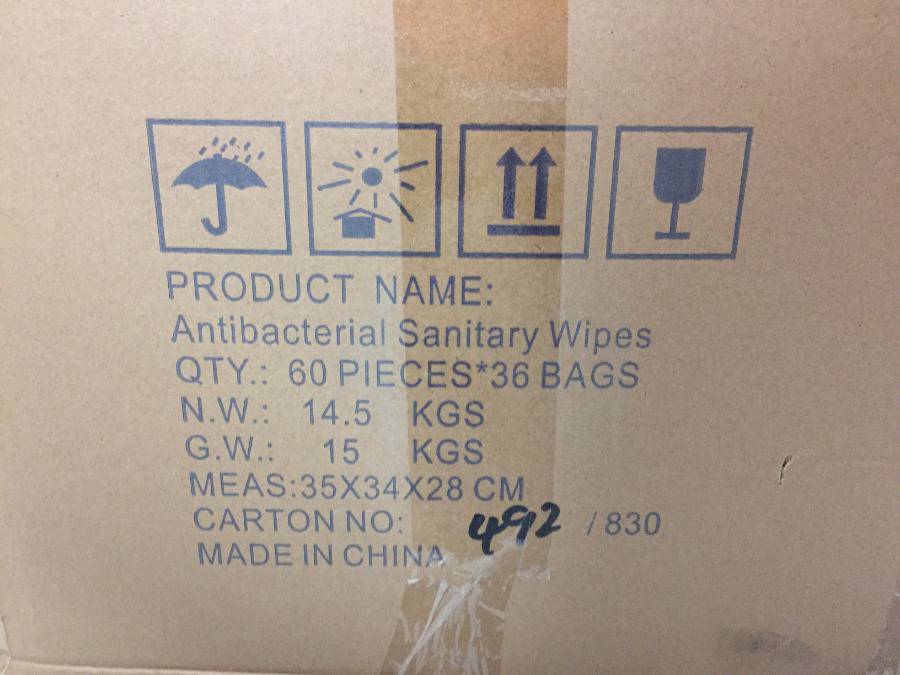 PRODUCT NAME:
Antibacterial Sanitary Wipes
QTY.: 60 PIECES*36 BAGS
N.W.: 14.5 KGS
G.W.: 15 KGS
MEAS:35X34X28 CM
CARTON NO: 492 /830
MADE IN CHINA